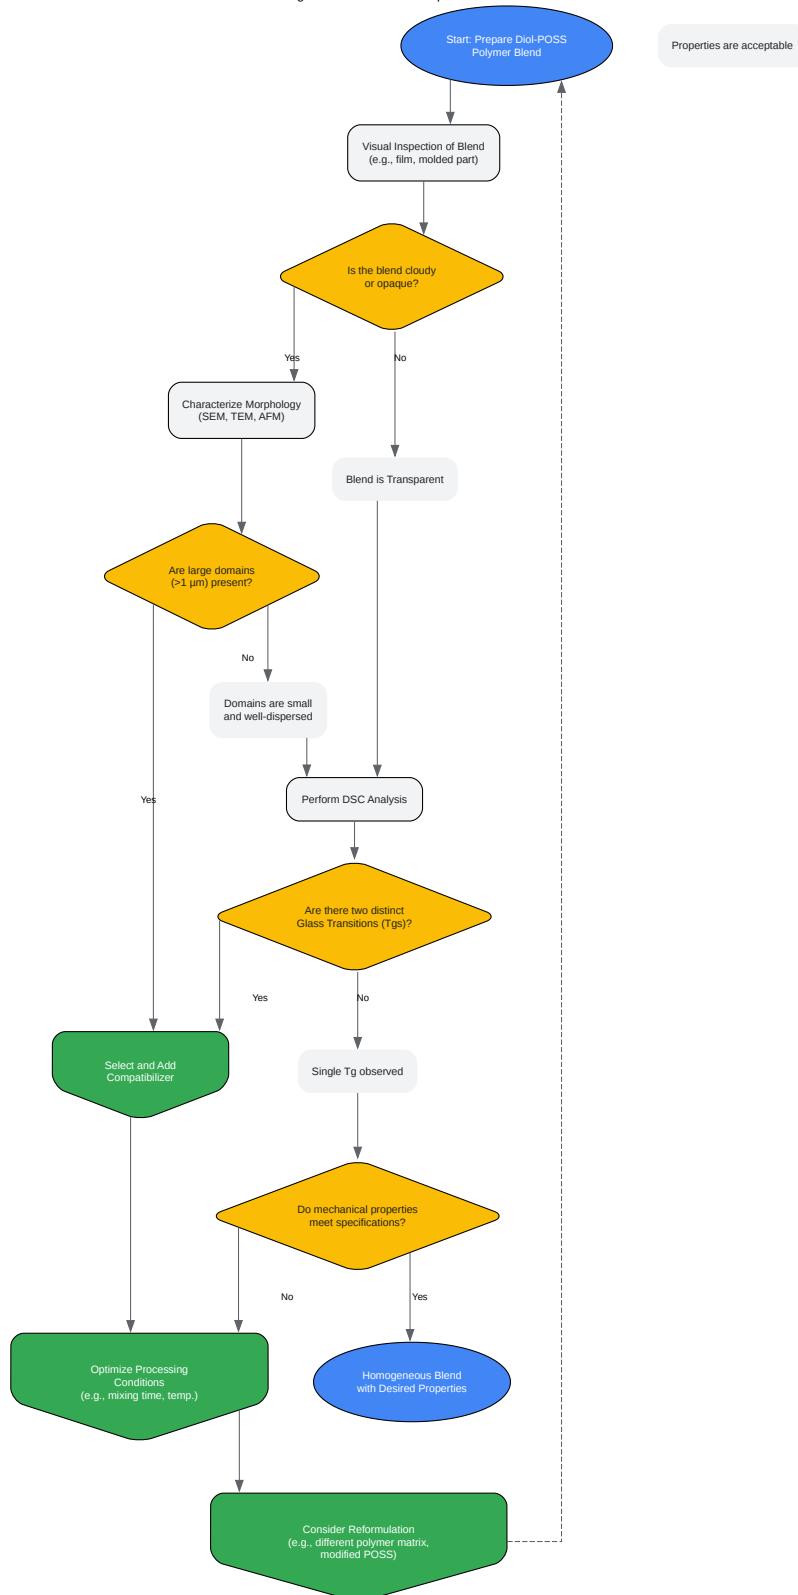 Start: Prepare Diol-POSS
Polymer Blend
Properties are acceptable
Visual Inspection of Blend
(e.g., film, molded part)
Is the blend cloudy
or opaque?
Yes
No
Characterize Morphology
(SEM, TEM, AFM)
Blend is Transparent
Are large domains
(>1 µm) present?
No
Domains are small
and well-dispersed
Yes
Perform DSC Analysis
Are there two distinct
Glass Transitions (Tgs)?
Yes
No
Select and Add
Compatibilizer
Single Tg observed
Do mechanical properties
meet specifications?
No
Yes
Optimize Processing
Conditions
(e.g., mixing time, temp.)
Homogeneous Blend
with Desired Properties
Consider Reformulation
(e.g., different polymer matrix,
modified POSS)